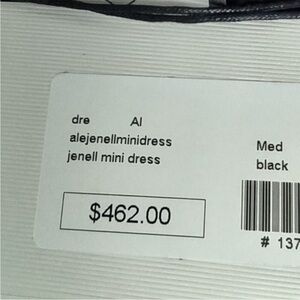 dre Al
alejenellminidress
jenell mini dress
Med
black
$462.00
# 137